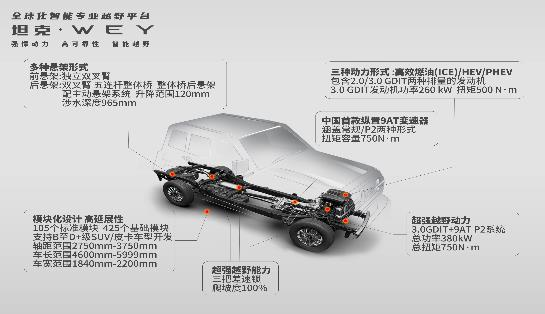 全球化智能专业越野平台
坦克·WEY
强悍动力 高可靠性 智能越野
多种悬架形式
前悬架:独立双叉臂
后悬架:双叉臂 五连杆整体桥 整体桥后悬架
配主动悬架系统 升降范围120mm
涉水深度965mm
三种动力形式:高效燃油(ICE)/HEV/PHEV
包含2.0/3.0 GDIT两种排量的发动机
3.0 GDIT发动机功率260 kW 扭矩500 N·m
中国首款纵置9AT变速器
涵盖常规/P2两种形式
扭矩容量750N·m
模块化设计 高延展性
105个标准模块 425个基础模块
支持B至D+级SUV/皮卡车型开发
轴距范围2750mm-3750mm
车长范围4600mm-5999mm
车宽范围1840mm-2200mm
超强越野能力
三把差速锁
爬坡度100%
超强越野动力
3.0GDIT+9AT P2系统
总功率380kW
总扭矩750N·m